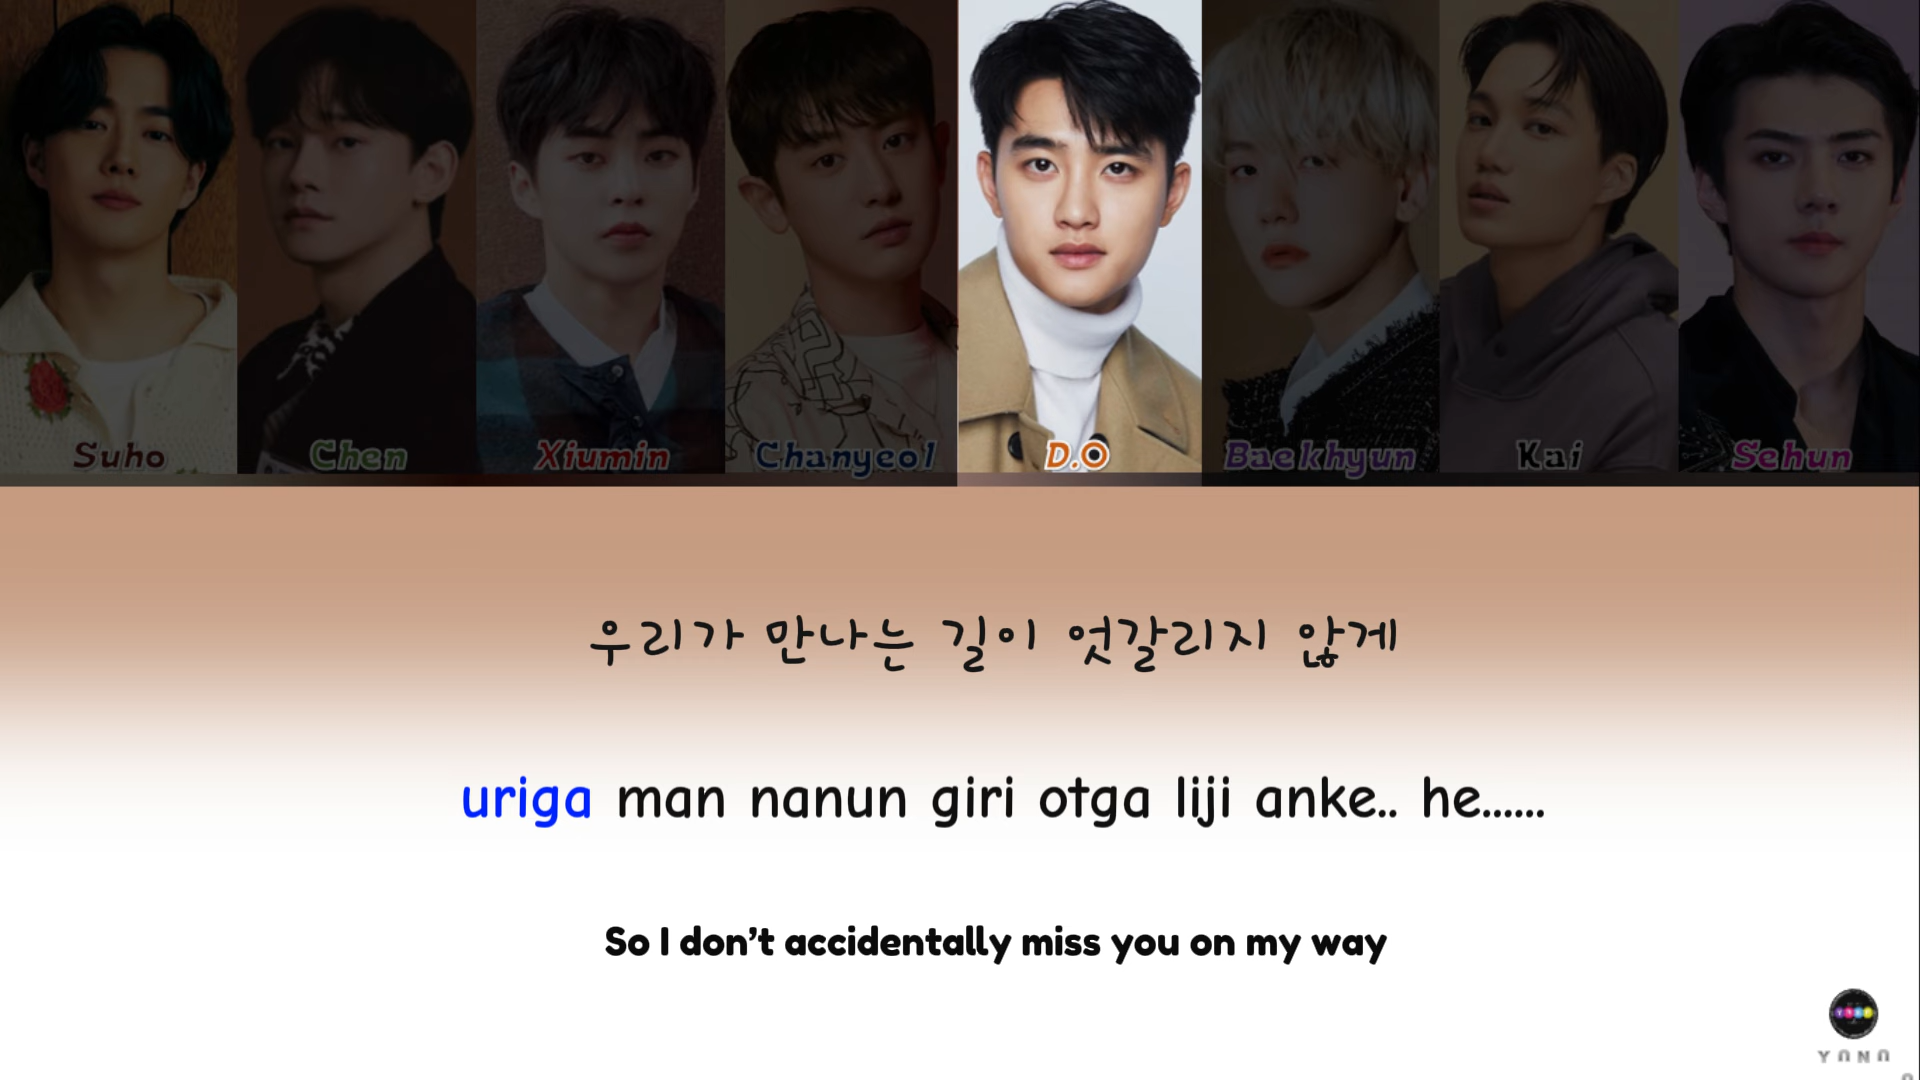 Suho Chen Xiumin Chanyeol D.O Baekhyun Kai Sehun
우리가 만나는 길이 엇갈리지 않게
uriga man nanun giri otga liji anke.. he......
So I don't accidentally miss you on my way
YANA